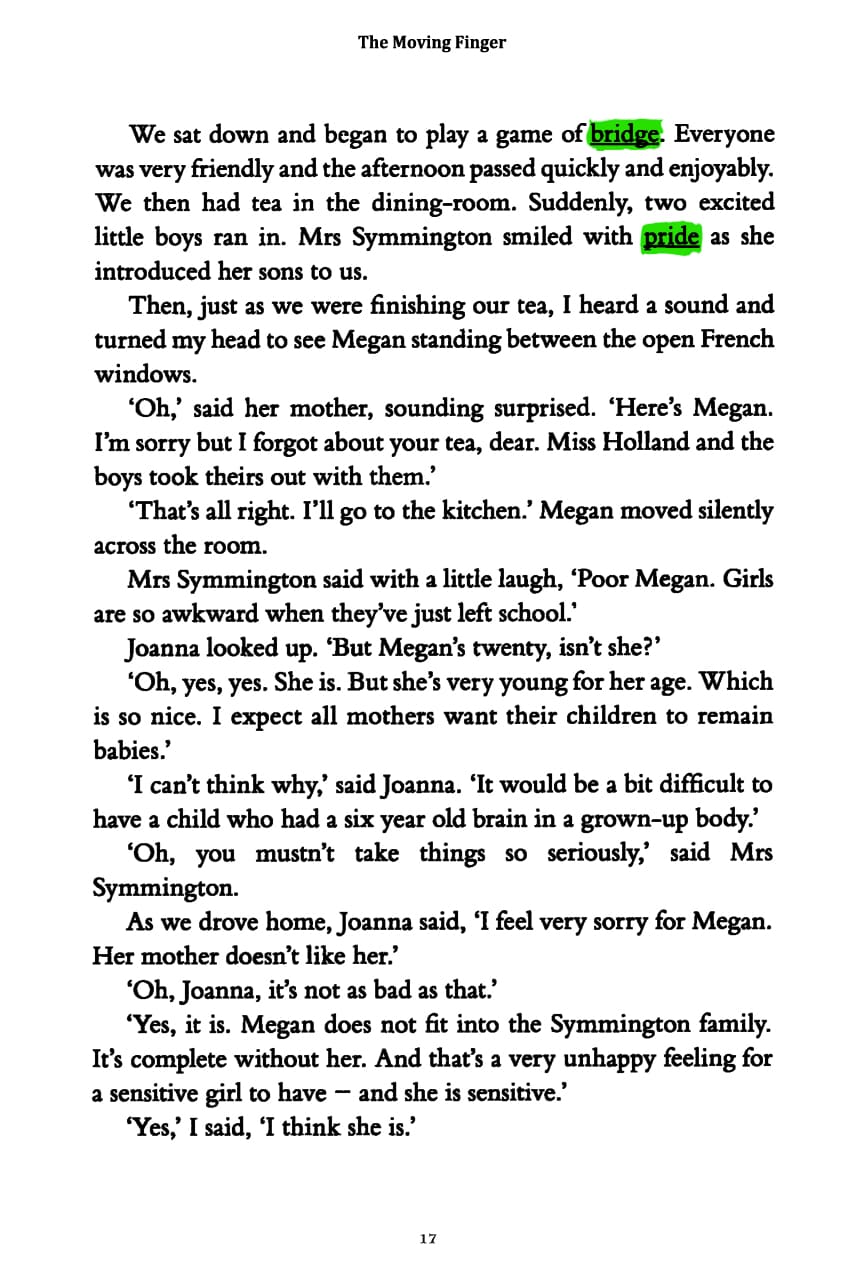 The Moving Finger
We sat down and began to play a game of bridge. Everyone
was very friendly and the afternoon passed quickly and enjoyably.
We then had tea in the dining-room. Suddenly, two excited
little boys ran in. Mrs Symmington smiled with pride as she
introduced her sons to us.
Then, just as we were finishing our tea, I heard a sound and
turned my head to see Megan standing between the open French
windows.
‘Oh,’ said her mother, sounding surprised. ‘Here’s Megan.
I’m sorry but I forgot about your tea, dear. Miss Holland and the
boys took theirs out with them.’
‘That’s all right. I’ll go to the kitchen.’ Megan moved silently
across the room.
Mrs Symmington said with a little laugh, ‘Poor Megan. Girls
are so awkward when they’ve just left school.’
Joanna looked up. ‘But Megan’s twenty, isn’t she?’
‘Oh, yes, yes. She is. But she’s very young for her age. Which
is so nice. I expect all mothers want their children to remain
babies.’
‘I can’t think why,’ said Joanna. ‘It would be a bit difficult to
have a child who had a six year old brain in a grown-up body.’
‘Oh, you mustn’t take things so seriously,’ said Mrs
Symmington.
As we drove home, Joanna said, ‘I feel very sorry for Megan.
Her mother doesn’t like her.’
‘Oh, Joanna, it’s not as bad as that.’
‘Yes, it is. Megan does not fit into the Symmington family.
It’s complete without her. And that’s a very unhappy feeling for
a sensitive girl to have – and she is sensitive.’
‘Yes,’ I said, ‘I think she is.’
17